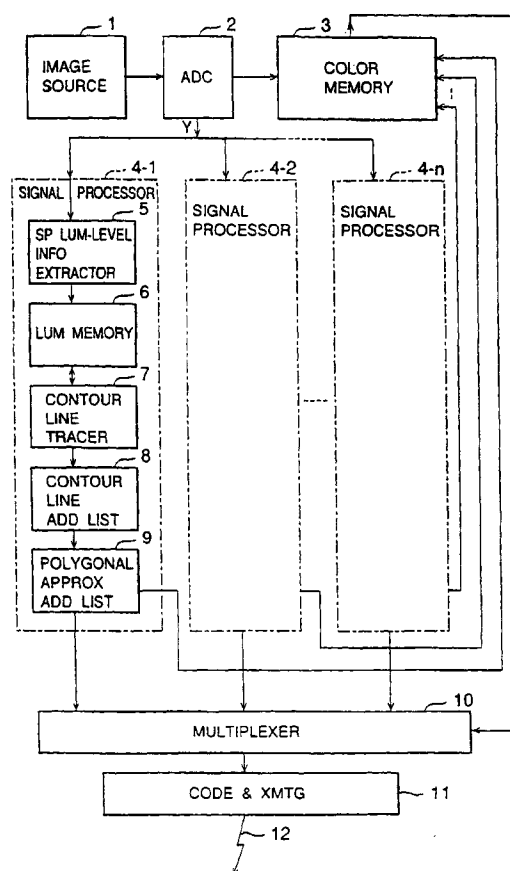 1
IMAGE
SOURCE
2
ADC
3
COLOR
MEMORY
Y
4-1
SIGNAL PROCESSOR
5
SP LUM-LEVEL
INFO
EXTRACTOR
6
LUM MEMORY
7
CONTOUR
LINE
TRACER
8
CONTOUR
LINE
ADD LIST
9
POLYGONAL
APPROX
ADD LIST
4-2
SIGNAL
PROCESSOR
4-n
SIGNAL
PROCESSOR
10
MULTIPLEXER
CODE & XMTG
11
12